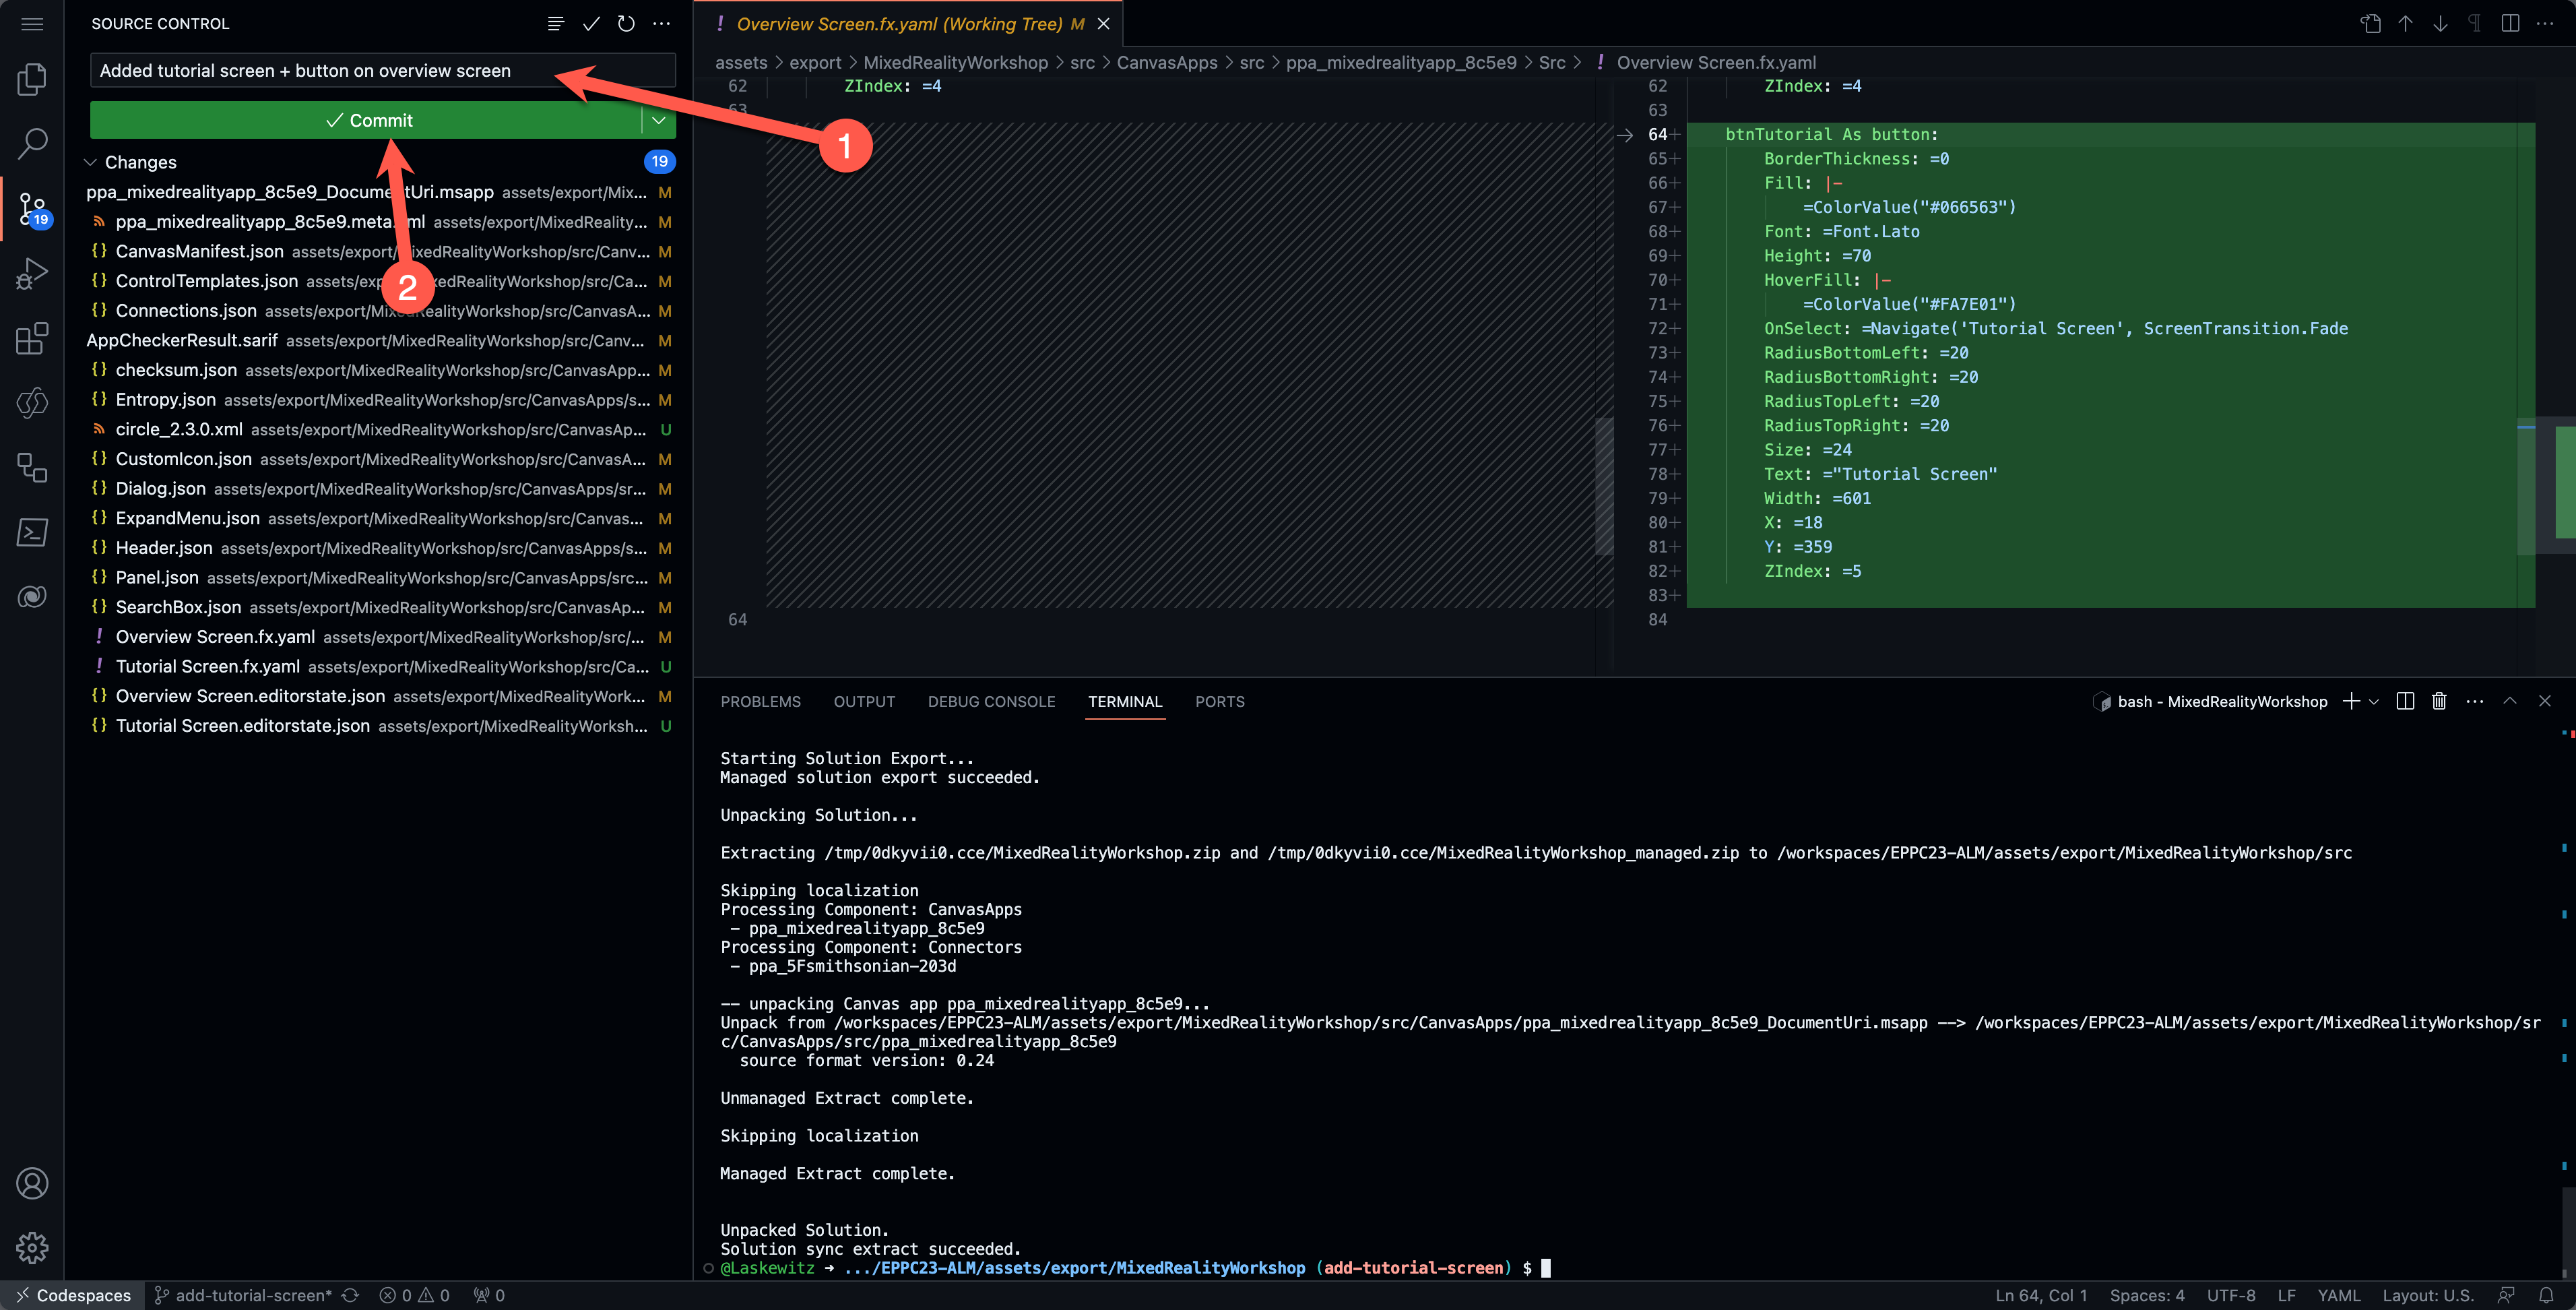 SOURCE CONTROL
Added tutorial screen + button on overview screen
Commit
1
2
Changes
19
19
ppa_mixedrealityapp_8c5e9_DocumentUri.msapp assets/export/Mix... M
ppa_mixedrealityapp_8c5e9.meta.xml assets/export/MixedReality... M
{} CanvasManifest.json assets/export/MixedRealityWorkshop/src/Canv... M
{} ControlTemplates.json assets/export/MixedRealityWorkshop/src/Ca... M
{} Connections.json assets/export/MixedRealityWorkshop/src/CanvasA... M
AppCheckerResult.sarif assets/export/MixedRealityWorkshop/src/Canv... M
{} checksum.json assets/export/MixedRealityWorkshop/src/CanvasApp... M
{} Entropy.json assets/export/MixedRealityWorkshop/src/CanvasApps/s... M
circle_2.3.0.xml assets/export/MixedRealityWorkshop/src/CanvasAp... U
{} CustomIcon.json assets/export/MixedRealityWorkshop/src/CanvasA... M
{} Dialog.json assets/export/MixedRealityWorkshop/src/CanvasApps/sr... M
{} ExpandMenu.json assets/export/MixedRealityWorkshop/src/Canvas... M
{} Header.json assets/export/MixedRealityWorkshop/src/CanvasApps/s... M
{} Panel.json assets/export/MixedRealityWorkshop/src/CanvasApps/src... M
{} SearchBox.json assets/export/MixedRealityWorkshop/src/CanvasAp... M
! Overview Screen.fx.yaml assets/export/MixedRealityWorkshop/src/... M
! Tutorial Screen.fx.yaml assets/export/MixedRealityWorkshop/src/Ca... U
{} Overview Screen.editorstate.json assets/export/MixedRealityWork... M
{} Tutorial Screen.editorstate.json assets/export/MixedRealityWorksh... U
! Overview Screen.fx.yaml (Working Tree) M
assets > export > MixedRealityWorkshop > src > CanvasApps > src > ppa_mixedrealityapp_8c5e9 > Src > ! Overview Screen.fx.yaml
62 ZIndex: =4
63
64
62 ZIndex: =4
63
64+ btnTutorial As button:
65+ BorderThickness: =0
66+ Fill: |-
67+ =ColorValue("#066563")
68+ Font: =Font.Lato
69+ Height: =70
70+ HoverFill: |-
71+ =ColorValue("#FA7E01")
72+ OnSelect: =Navigate('Tutorial Screen', ScreenTransition.Fade
73+ RadiusBottomLeft: =20
74+ RadiusBottomRight: =20
75+ RadiusTopLeft: =20
76+ RadiusTopRight: =20
77+ Size: =24
78+ Text: ="Tutorial Screen"
79+ Width: =601
80+ X: =18
81+ Y: =359
82+ ZIndex: =5
83+
84
PROBLEMS OUTPUT DEBUG CONSOLE TERMINAL PORTS
bash - MixedRealityWorkshop
Starting Solution Export...
Managed solution export succeeded.
Unpacking Solution...
Extracting /tmp/0dkyvii0.cce/MixedRealityWorkshop.zip and /tmp/0dkyvii0.cce/MixedRealityWorkshop_managed.zip to /workspaces/EPPC23-ALM/assets/export/MixedRealityWorkshop/src
Skipping localization
Processing Component: CanvasApps
- ppa_mixedrealityapp_8c5e9
Processing Component: Connectors
- ppa_5Fsmithsonian-203d
-- unpacking Canvas app ppa_mixedrealityapp_8c5e9...
Unpack from /workspaces/EPPC23-ALM/assets/export/MixedRealityWorkshop/src/CanvasApps/ppa_mixedrealityapp_8c5e9_DocumentUri.msapp --> /workspaces/EPPC23-ALM/assets/export/MixedRealityWorkshop/sr
c/CanvasApps/src/ppa_mixedrealityapp_8c5e9
source format version: 0.24
Unmanaged Extract complete.
Skipping localization
Managed Extract complete.
Unpacked Solution.
Solution sync extract succeeded.
@Laskewitz → .../EPPC23-ALM/assets/export/MixedRealityWorkshop (add-tutorial-screen) $
Codespaces add-tutorial-screen* 0 0 0
Ln 64, Col 1 Spaces: 4 UTF-8 LF YAML Layout: U.S.